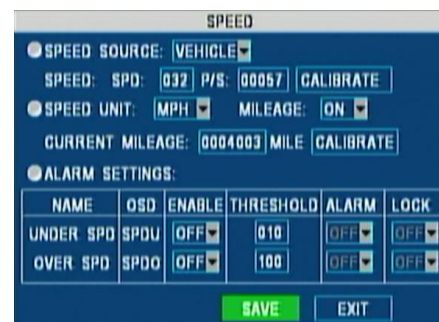 SPEED
SPEED SOURCE: VEHICLE
SPEED: SPD: 032 P/S: 00057 CALIBRATE
SPEED UNIT: MPH MILEAGE: ON
CURRENT MILEAGE: 0004003 MILE CALIBRATE
ALARM SETTINGS:
NAME OSD ENABLE THRESHOLD ALARM LOCK
UNDER SPD SPDU OFF 010 OFF OFF
OVER SPD SPDO OFF 100 OFF OFF
SAVE EXIT